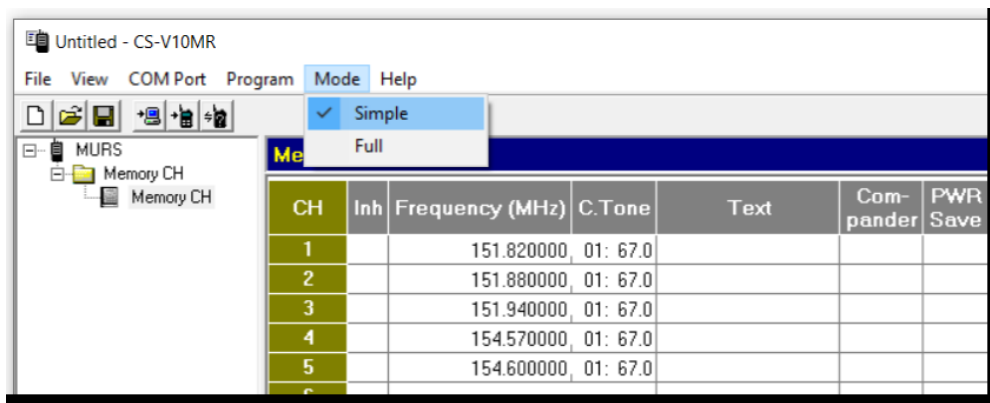 Untitled - CS-V10MR
File View COM Port Program Mode Help
Simple
Full
MURS
Memory CH
Memory CH
Me
CH Inh Frequency (MHz) C.Tone Text Com-pander PWR Save
1 151.820000 01: 67.0
2 151.880000 01: 67.0
3 151.940000 01: 67.0
4 154.570000 01: 67.0
5 154.600000 01: 67.0